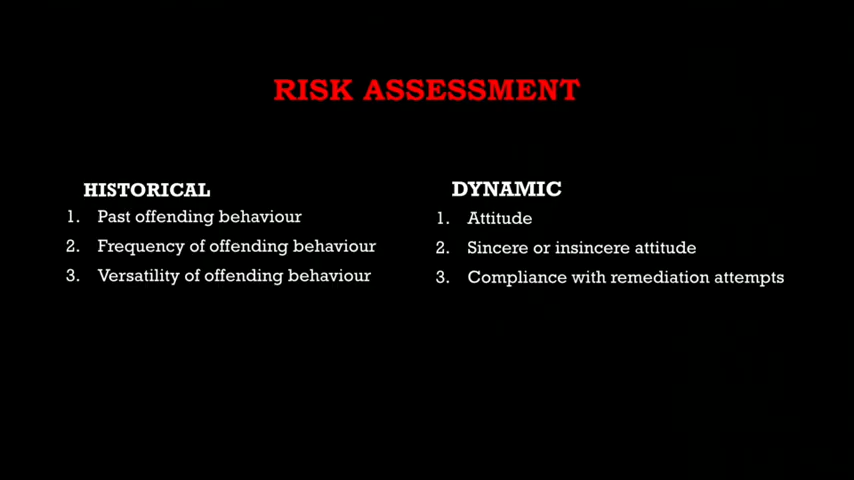 RISK ASSESSMENT
HISTORICAL
1. Past offending behaviour
2. Frequency of offending behaviour
3. Versatility of offending behaviour
DYNAMIC
1. Attitude
2. Sincere or insincere attitude
3. Compliance with remediation attempts